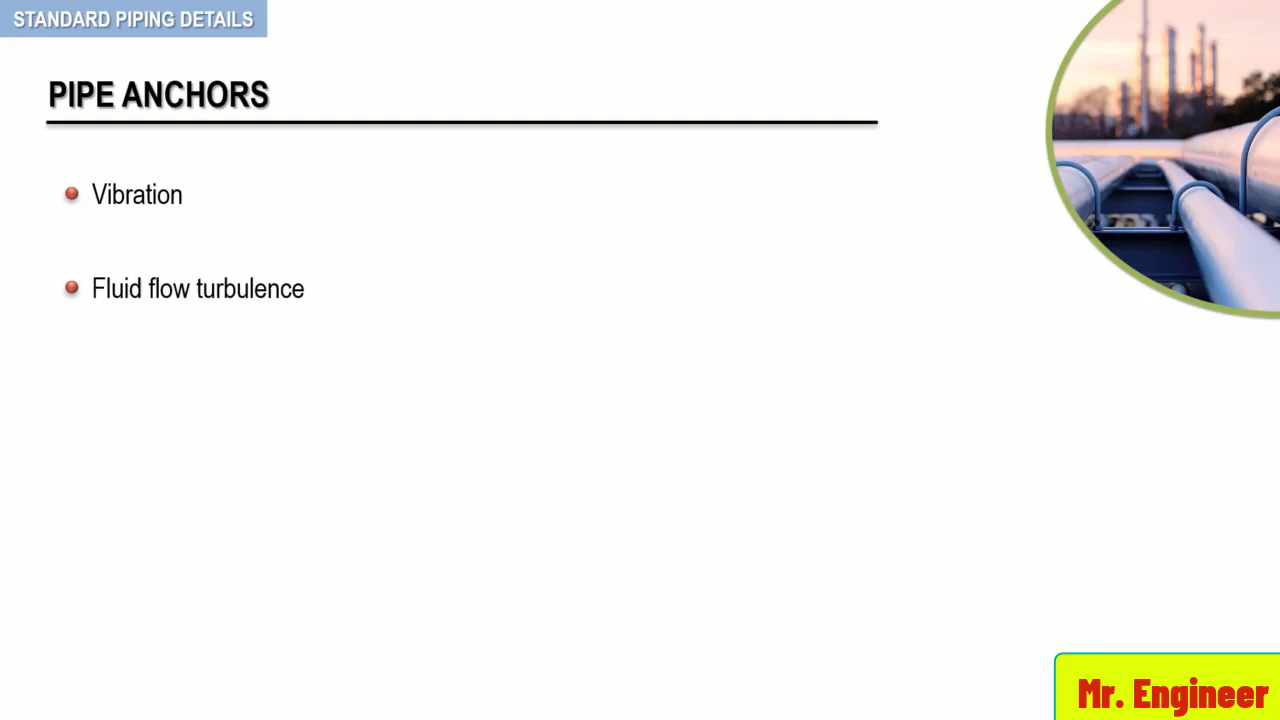 STANDARD PIPING DETAILS
PIPE ANCHORS
Vibration
Fluid flow turbulence
Mr. Engineer